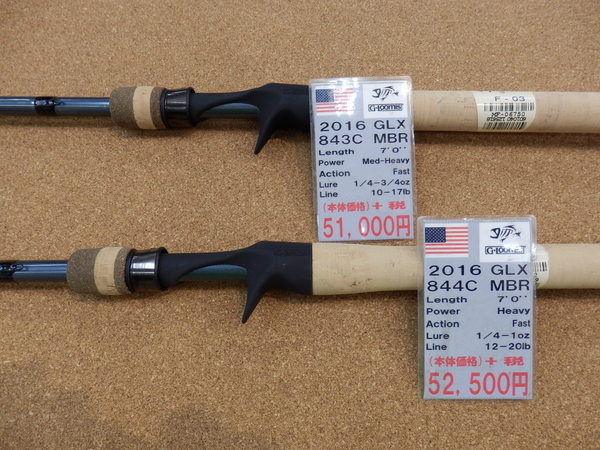 F - 03
MF-06750
G-LOOMIS
2016 GLX
843C MBR
Length 7'0''
Power Med-Heavy
Action Fast
Lure 1/4-3/4oz
Line 10-17lb
(本体価格)+税
51,000円
G-LOOMIS
2016 GLX
844C MBR
Length 7'0''
Power Heavy
Action Fast
Lure 1/4-1oz
Line 12-20lb
(本体価格)+税
52,500円